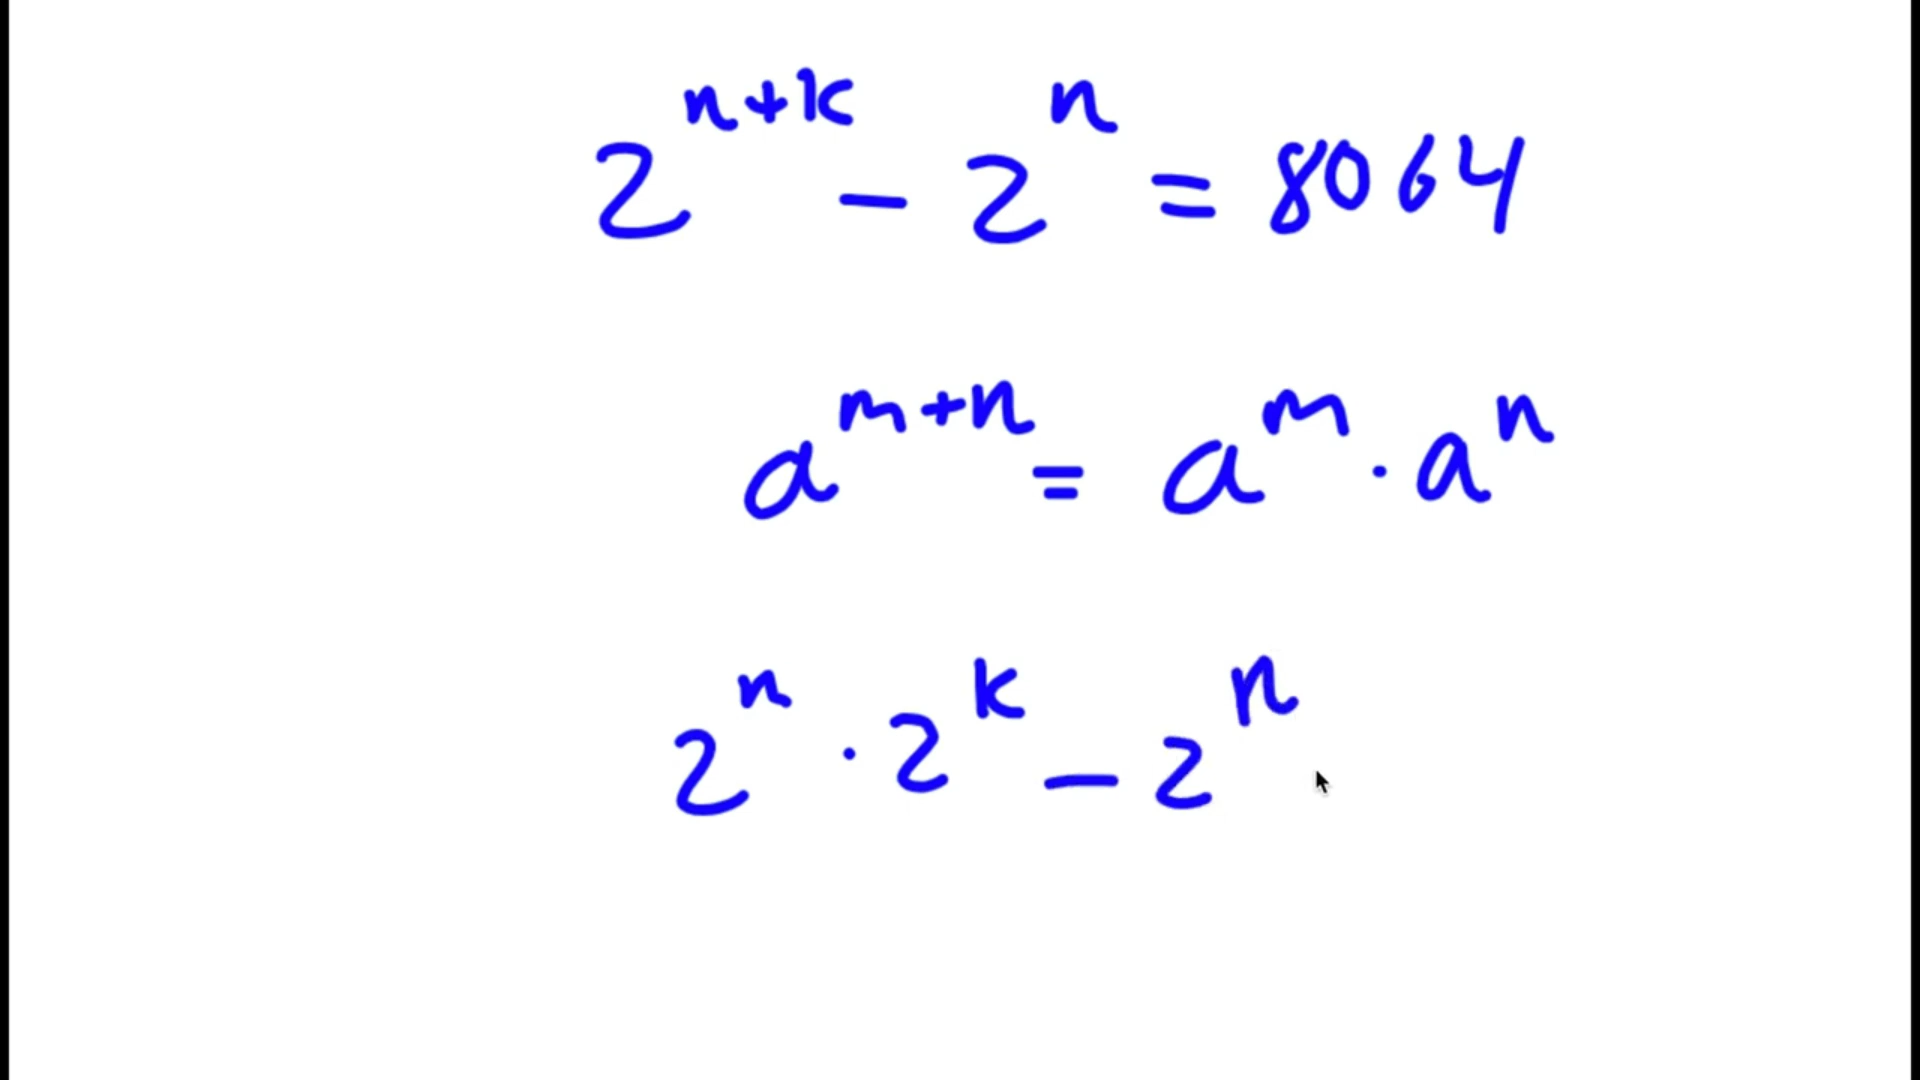 2^{n+k} - 2^n = 8064
a^{m+n} = a^m · a^n
2^n · 2^k - 2^n